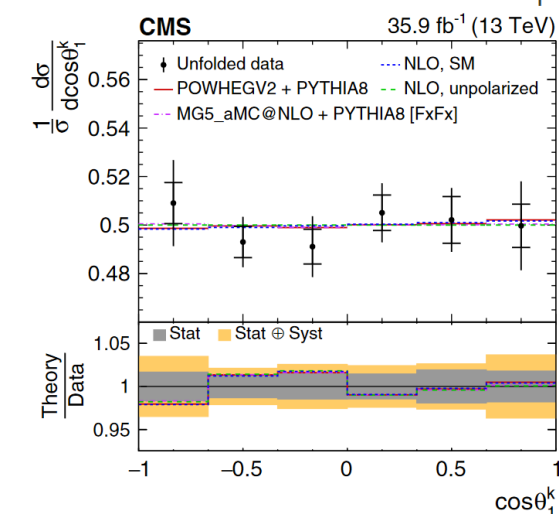 CMS 35.9 fb⁻¹ (13 TeV)
1/σ dσ/dcosθ₁ᵏ
Unfolded data
NLO, SM
POWHEGV2 + PYTHIA8
NLO, unpolarized
MG5_aMC@NLO + PYTHIA8 [FxFx]
0.56
0.54
0.52
0.5
0.48
Stat
Stat ⊕ Syst
Theory/Data
1.05
1
0.95
−1 −0.5 0 0.5 1
cosθ₁ᵏ